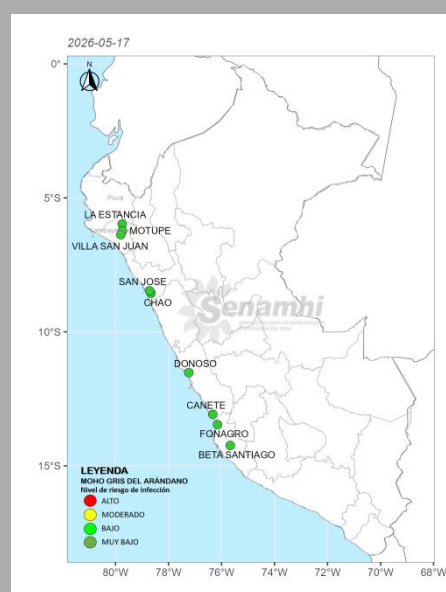 2026-05-17
N
0°
5°S
10°S
15°S
Piura
LA ESTANCIA
MOTUPE
VILLA SAN JUAN
SAN JOSE
CHAO
Senamhi
DONOSO
CANETE
FONAGRO
BETA SANTIAGO
LEYENDA
MOHO GRIS DEL ARÁNDANO
Nivel de riesgo de infección
ALTO
MODERADO
BAJO
MUY BAJO
80°W 78°W 76°W 74°W 72°W 70°W 68°W